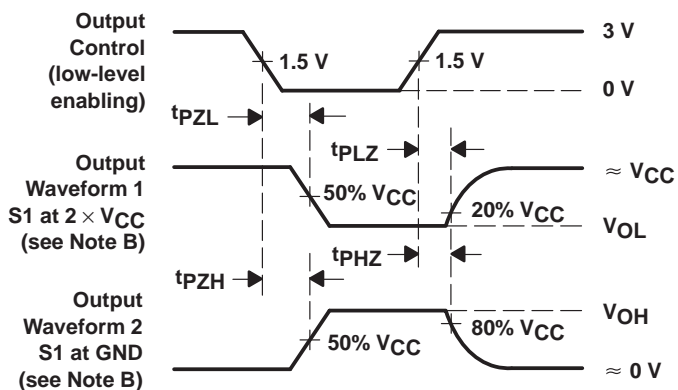 Output
Control
(low-level
enabling)
1.5 V
1.5 V
3 V
0 V
tPZL
tPLZ
Output
Waveform 1
S1 at 2 × VCC
(see Note B)
50% VCC
20% VCC
≈ VCC
VOL
tPZH
tPHZ
Output
Waveform 2
S1 at GND
(see Note B)
50% VCC
80% VCC
VOH
≈ 0 V